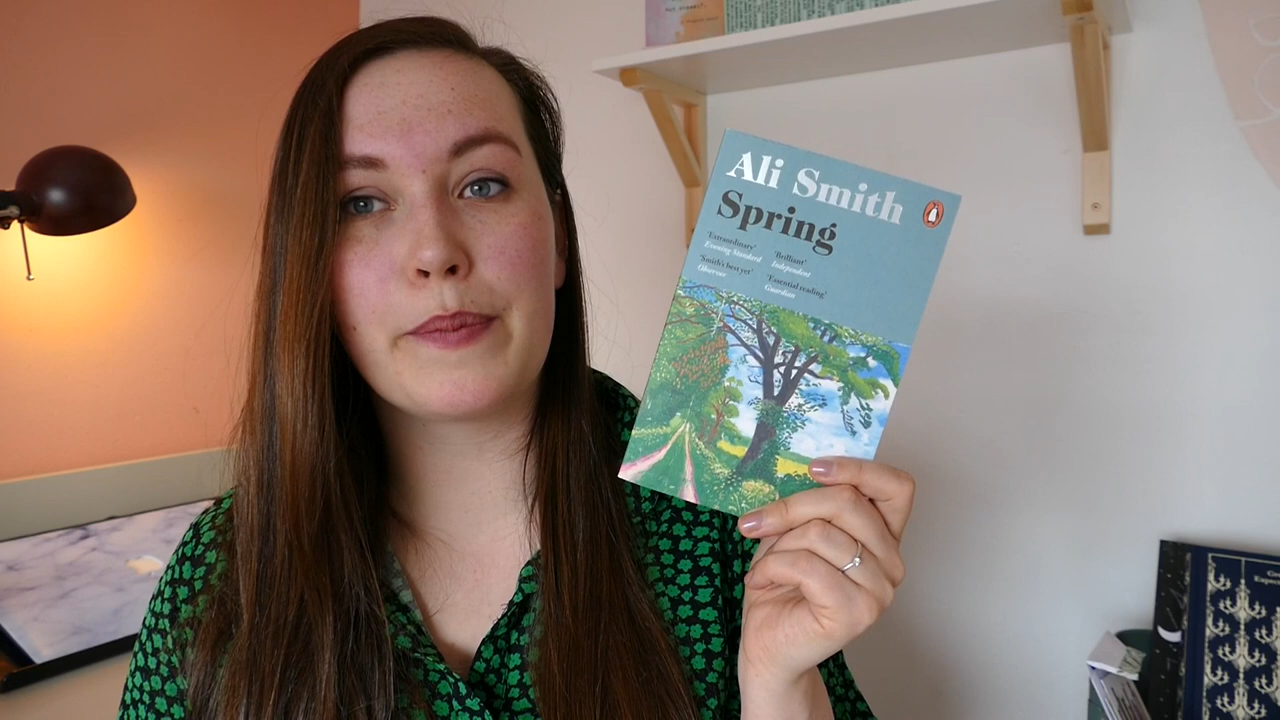 Ali Smith
Spring
'Extraordinary'
Evening Standard
'Brilliant'
Independent
'Smith's best yet'
Observer
'Essential reading'
Guardian